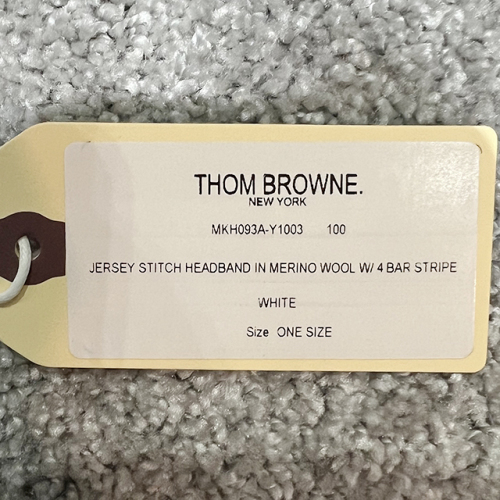 THOM BROWNE.
NEW YORK
MKH093A-Y1003 100
JERSEY STITCH HEADBAND IN MERINO WOOL W/ 4 BAR STRIPE
WHITE
Size ONE SIZE